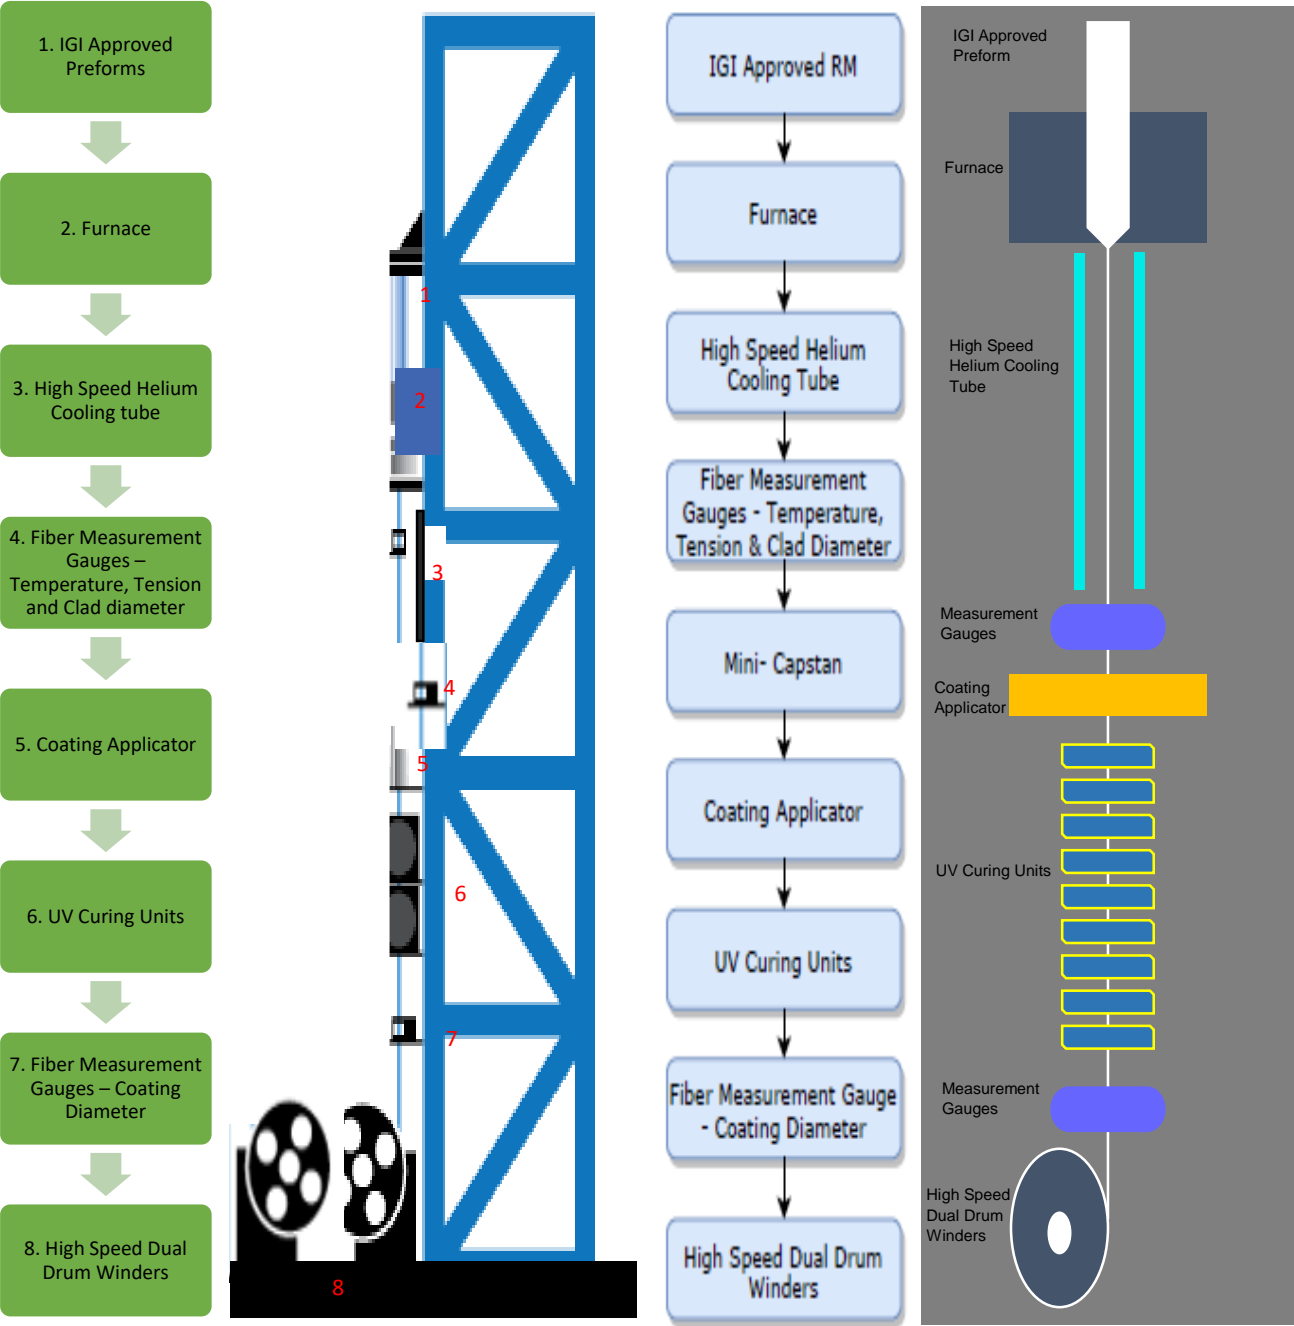 1. IGI Approved
Preforms
2. Furnace
3. High Speed Helium
Cooling tube
4. Fiber Measurement
Gauges –
Temperature, Tension
and Clad diameter
5. Coating Applicator
6. UV Curing Units
7. Fiber Measurement
Gauges – Coating
Diameter
8. High Speed Dual
Drum Winders
1
2
3
4
5
6
7
8
IGI Approved RM
Furnace
High Speed Helium
Cooling Tube
Fiber Measurement
Gauges - Temperature,
Tension & Clad Diameter
Mini- Capstan
Coating Applicator
UV Curing Units
Fiber Measurement Gauge
- Coating Diameter
High Speed Dual Drum
Winders
IGI Approved
Preform
Furnace
High Speed
Helium Cooling
Tube
Measurement
Gauges
Coating
Applicator
UV Curing Units
Measurement
Gauges
High Speed
Dual Drum
Winders